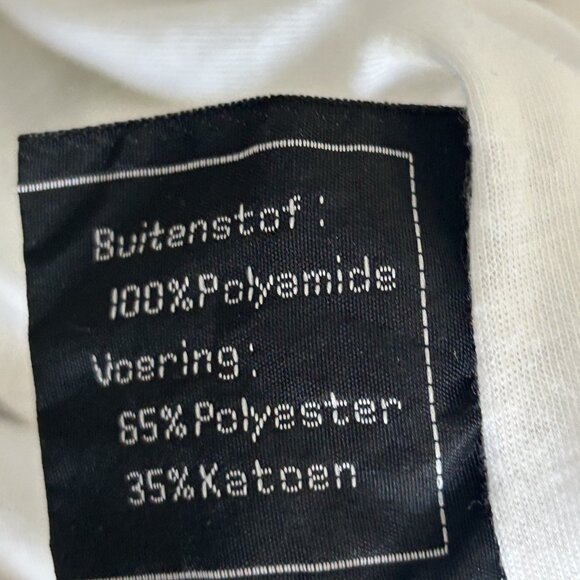 Buitenstof:
100%Polyamide
Voering:
65%Polyester
35%Katoen